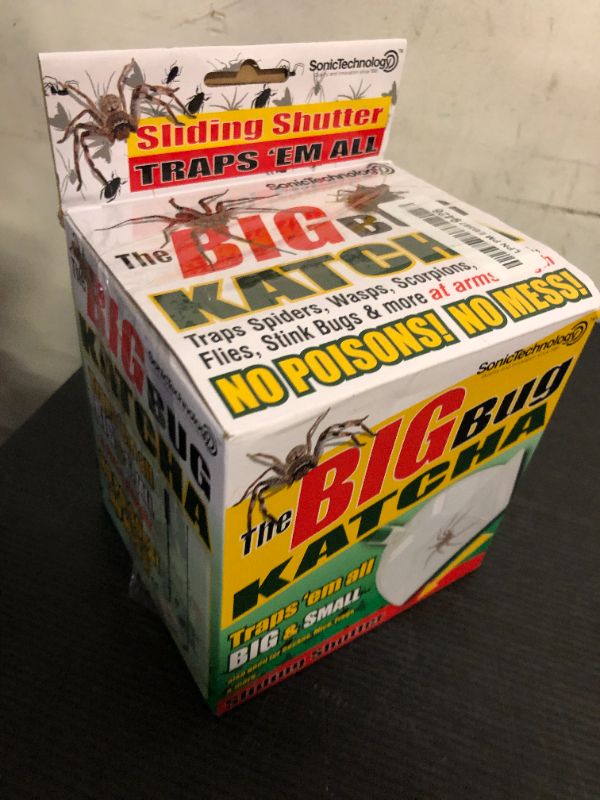 SonicTechnology
Sliding Shutter
TRAPS 'EM ALL
SonicTechnology
The BIG
KATCH
Traps Spiders, Wasps, Scorpions,
Flies, Stink Bugs & more at arms
NO POISONS! NO MESS!
SonicTechnology
The BIG BUG
KATCHA
Traps 'em all
BIG & SMALL
Sliding Shutter
The BIG BUG
KATCHA